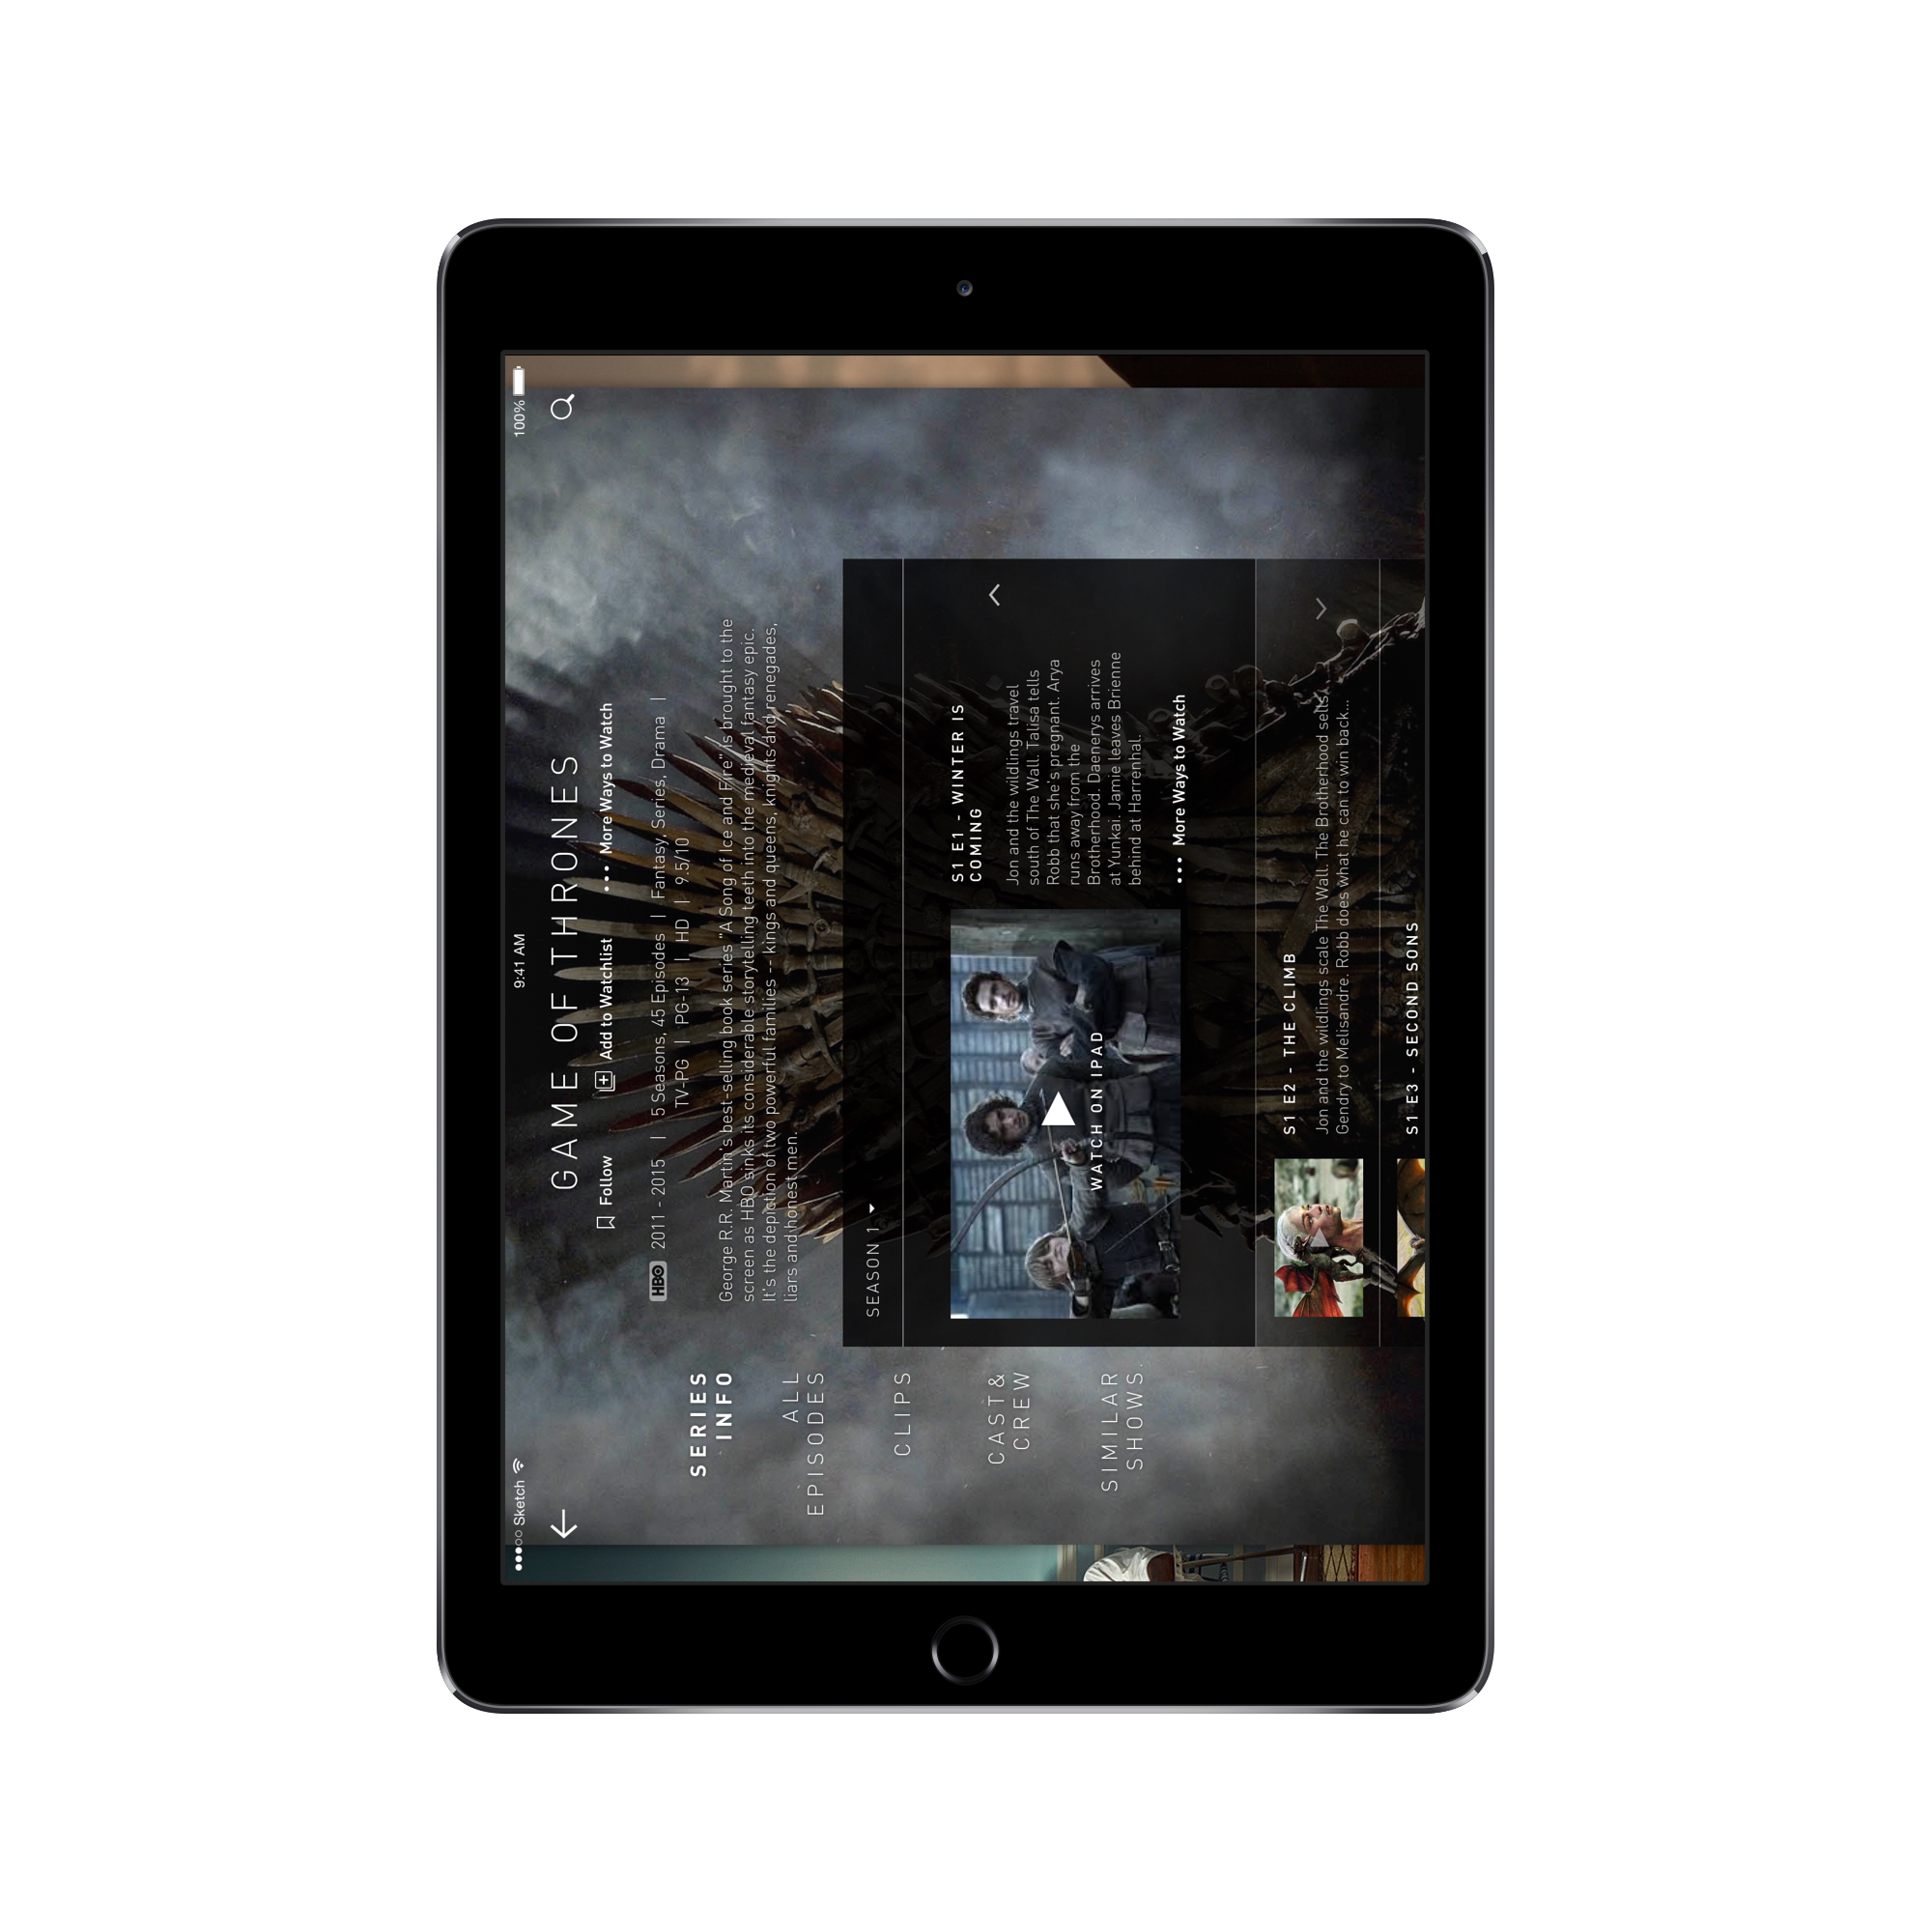 Sketch
9:41 AM
100%
GAME OF THRONES
Follow
Add to Watchlist
More Ways to Watch
HBO
2011 - 2015 | 5 Seasons, 45 Episodes | Fantasy, Series, Drama |
TV-PG | PG-13 | HD | 9.5/10
George R.R. Martin's best-selling book series "A Song of Ice and Fire" is brought to the
screen as HBO sinks its considerable storytelling teeth into the medieval fantasy epic.
It's the depiction of two powerful families -- kings and queens, knights and renegades,
liars and honest men.
SERIES
INFO
ALL
EPISODES
CLIPS
CAST &
CREW
SIMILAR
SHOWS
SEASON 1
WATCH ON IPAD
S1 E1 - WINTER IS
COMING
Jon and the wildlings travel
south of The Wall. Talisa tells
Robb that she's pregnant. Arya
runs away from the
Brotherhood. Daenerys arrives
at Yunkai. Jamie leaves Brienne
behind at Harrenhal.
More Ways to Watch
S1 E2 - THE CLIMB
Jon and the wildlings scale The Wall. The Brotherhood sells
Gendry to Melisandre. Robb does what he can to win back...
S1 E3 - SECOND SONS